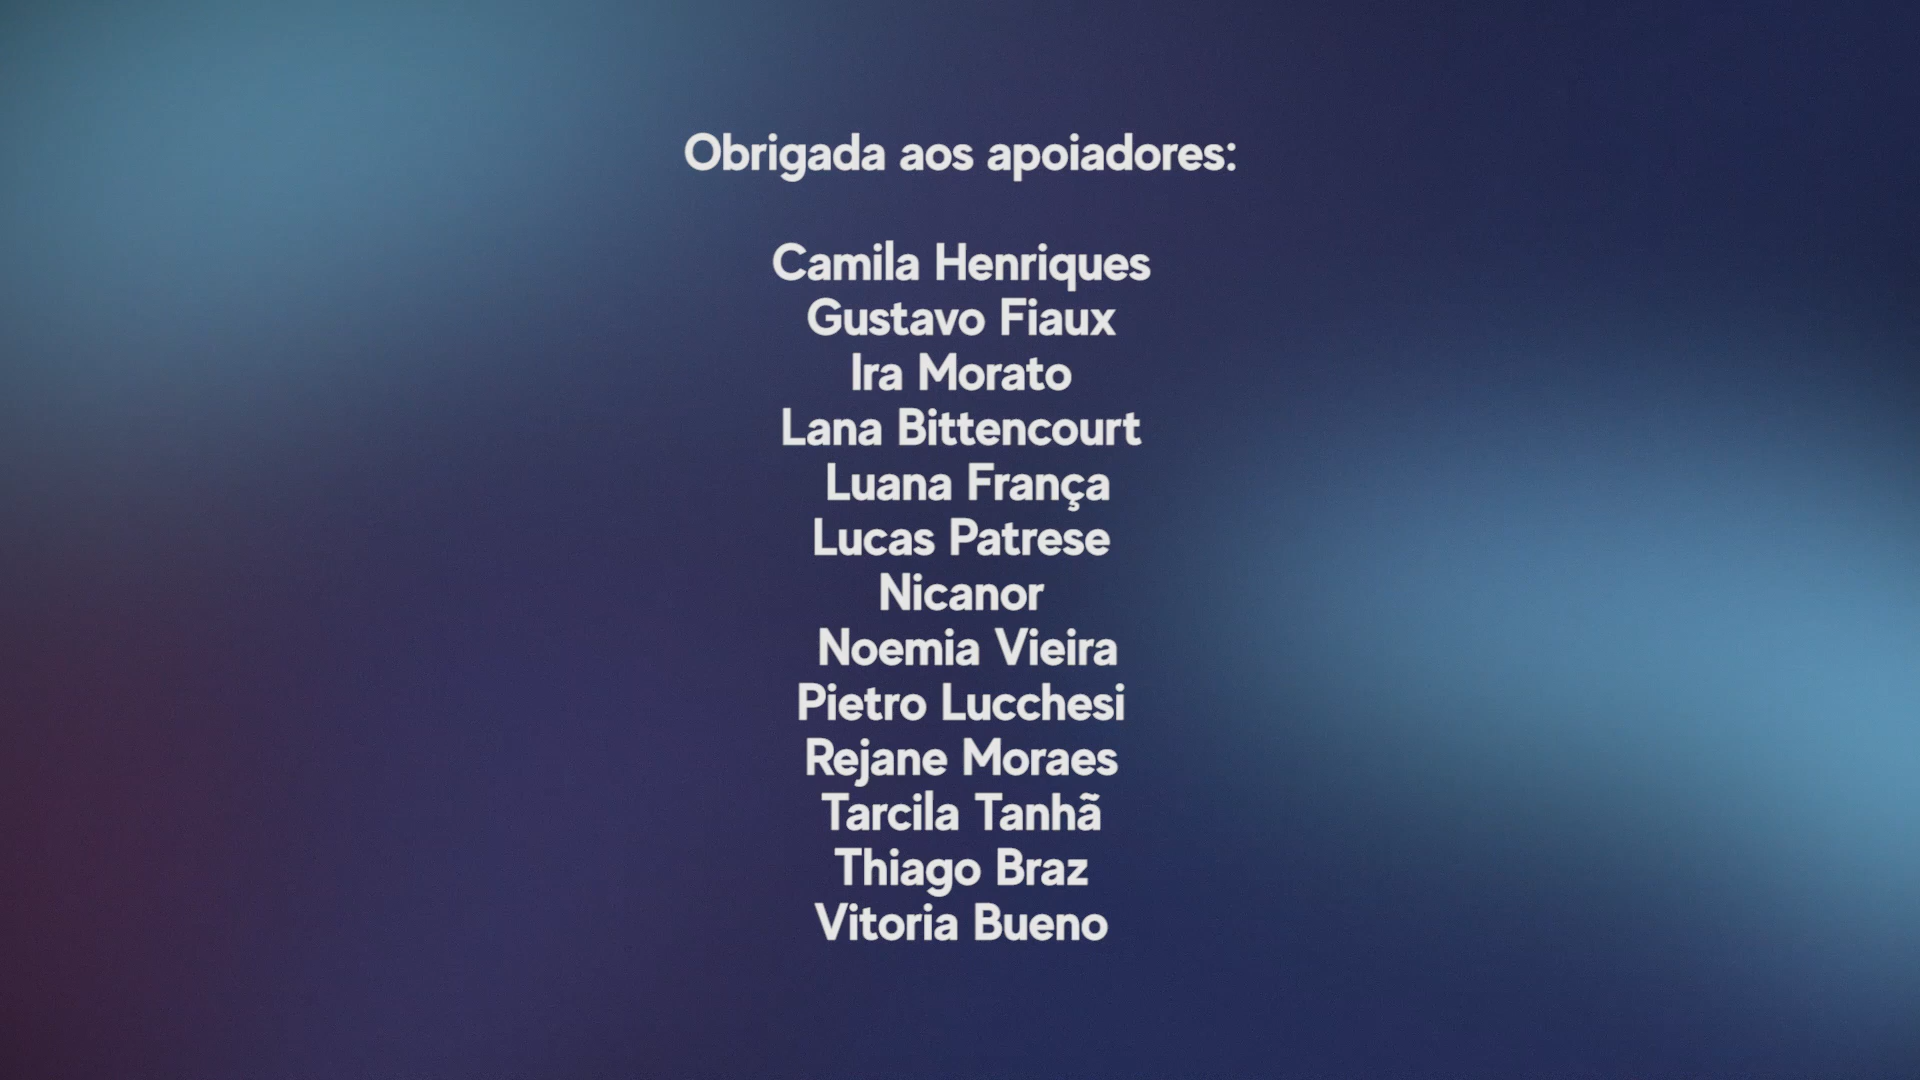 Obrigada aos apoiadores:
Camila Henriques
Gustavo Fiaux
Ira Morato
Lana Bittencourt
Luana França
Lucas Patrese
Nicanor
Noemia Vieira
Pietro Lucchesi
Rejane Moraes
Tarcila Tanhã
Thiago Braz
Vitoria Bueno